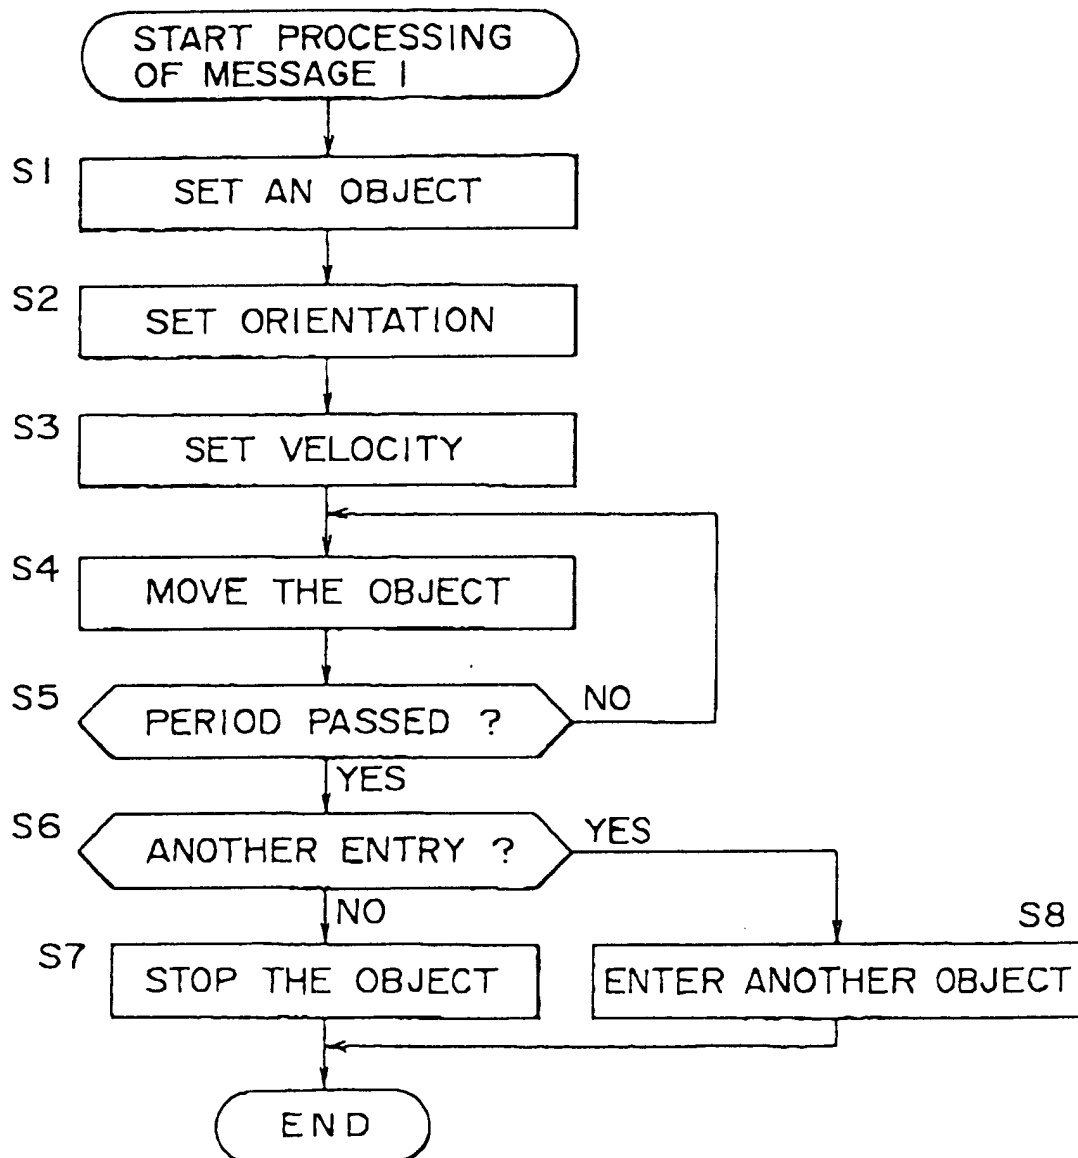 START PROCESSING
OF MESSAGE 1
S1
SET AN OBJECT
S2
SET ORIENTATION
S3
SET VELOCITY
S4
MOVE THE OBJECT
S5
PERIOD PASSED ?
NO
YES
S6
ANOTHER ENTRY ?
YES
NO
S7
STOP THE OBJECT
S8
ENTER ANOTHER OBJECT
END